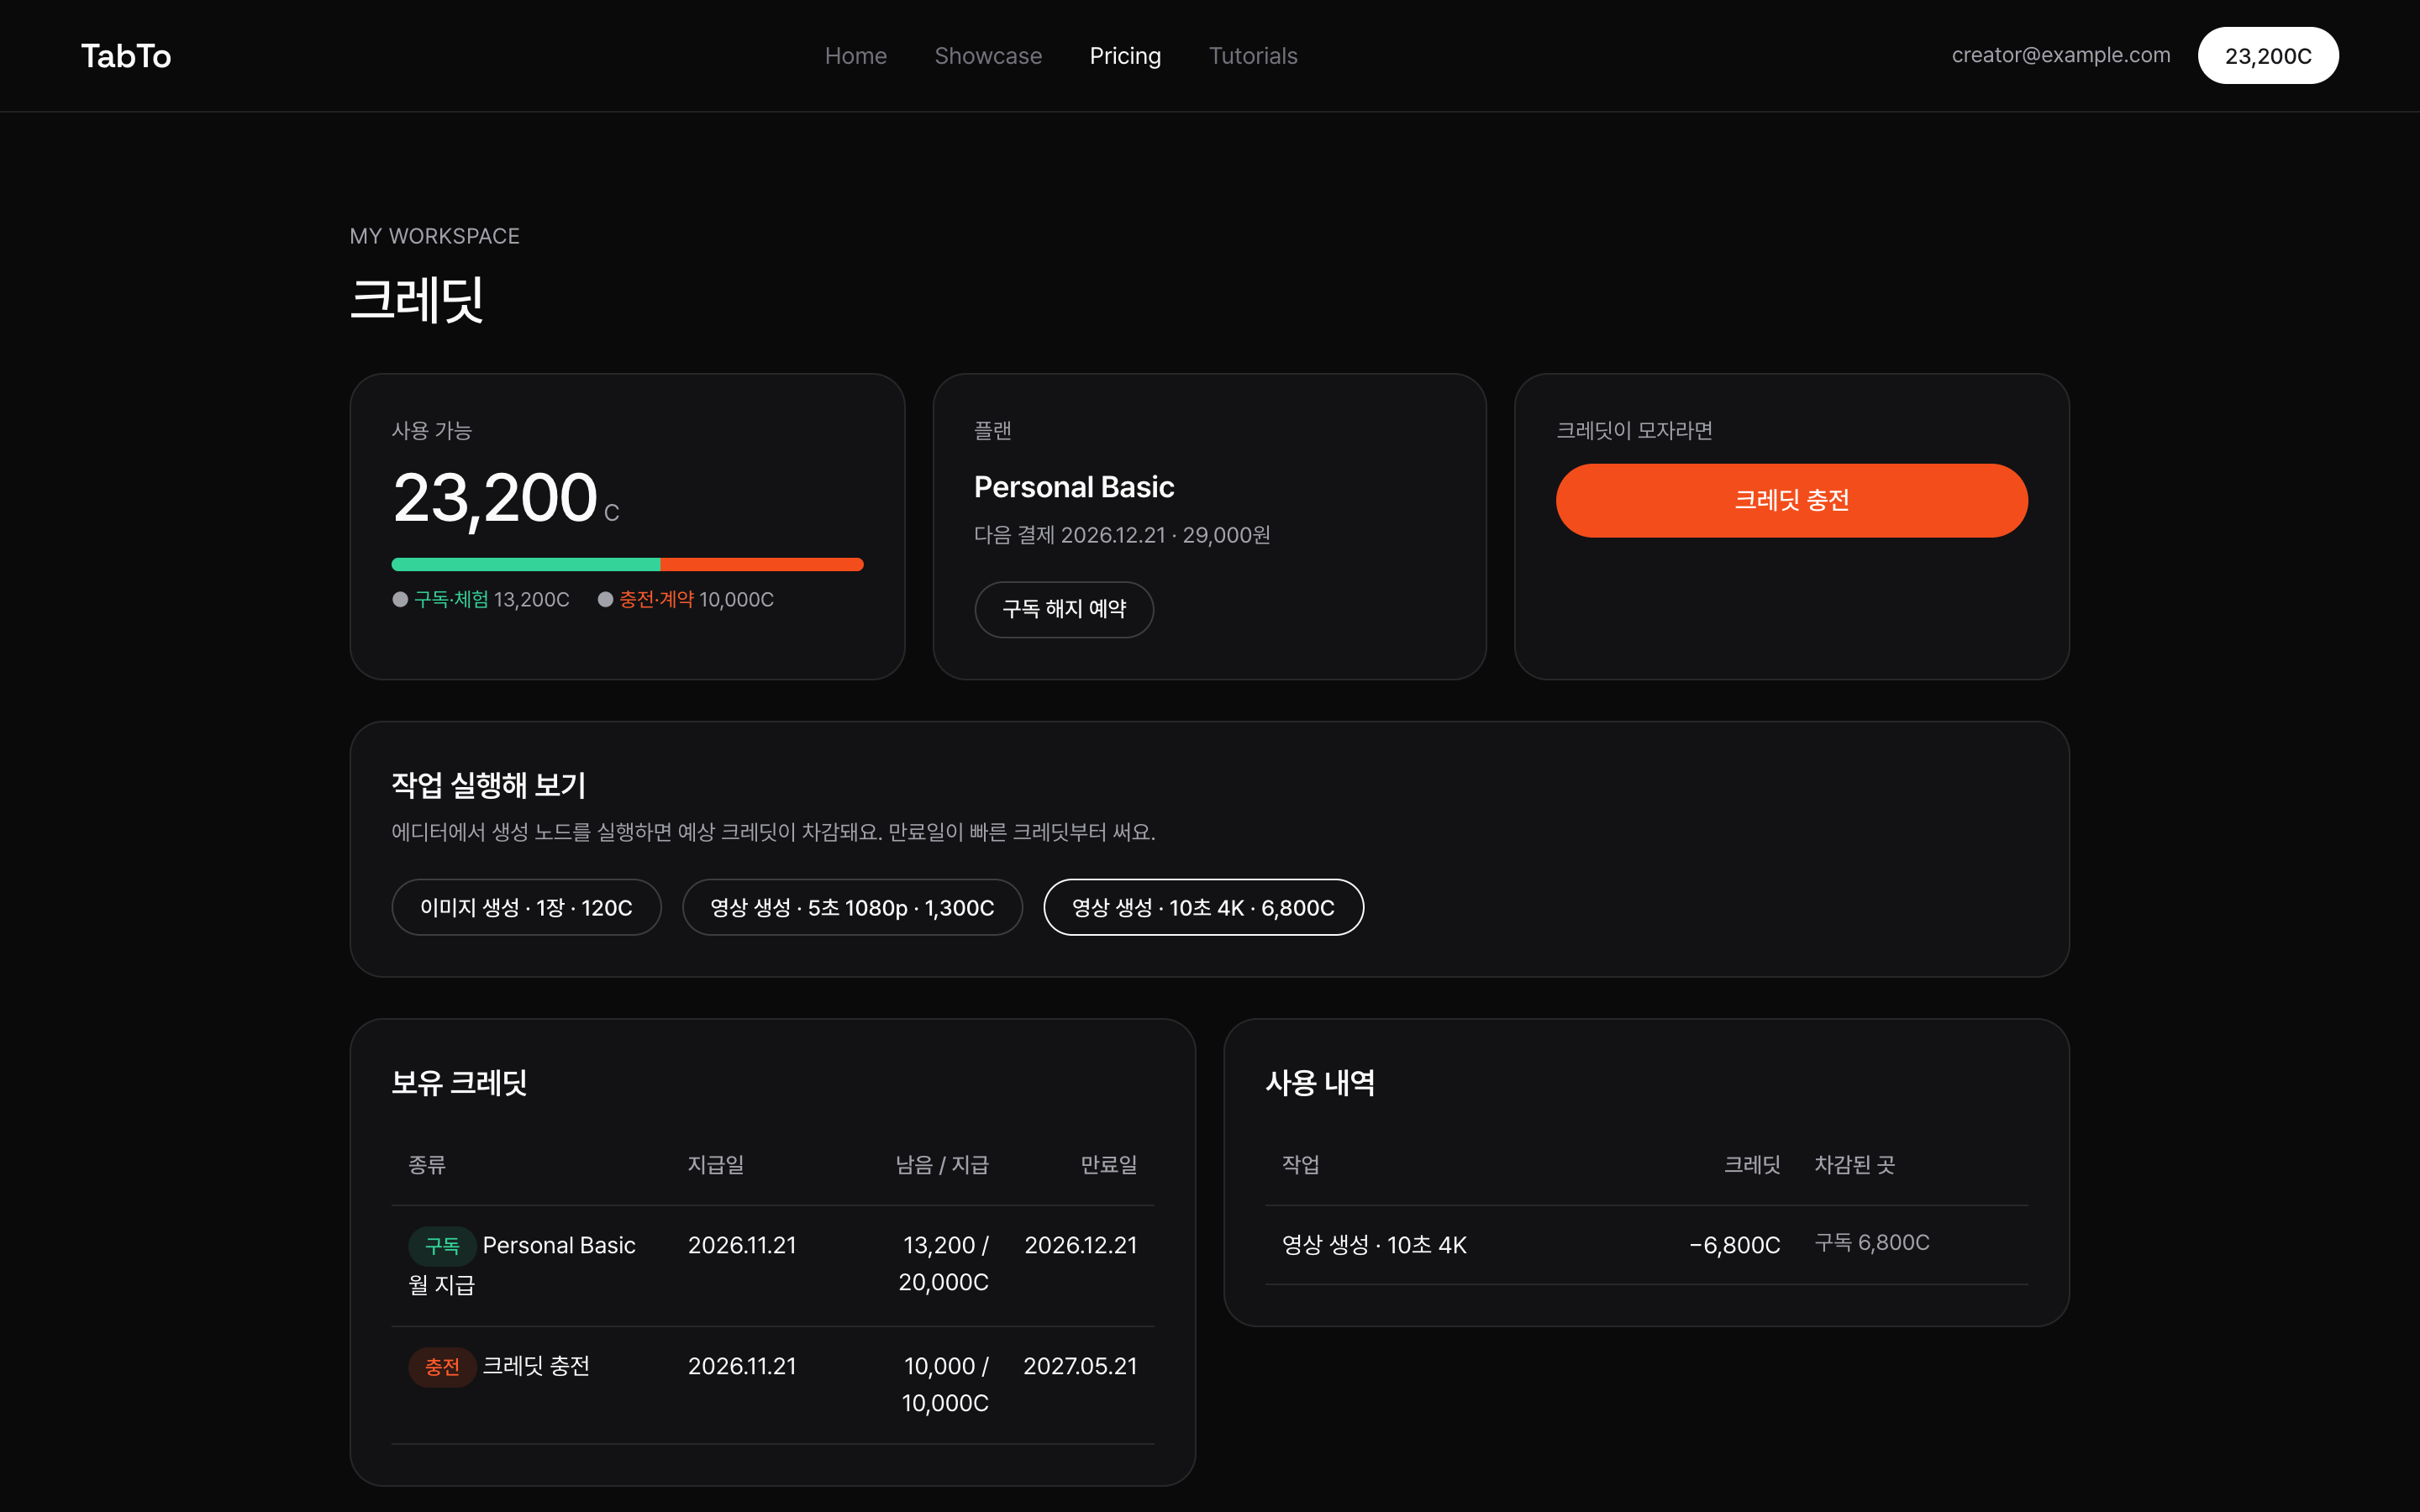 TabTo
Home
Showcase
Pricing
Tutorials
creator@example.com
23,200C
MY WORKSPACE
크레딧
사용 가능
23,200 C
구독·체험 13,200C
충전·계약 10,000C
플랜
Personal Basic
다음 결제 2026.12.21 · 29,000원
구독 해지 예약
크레딧이 모자라면
크레딧 충전
작업 실행해 보기
에디터에서 생성 노드를 실행하면 예상 크레딧이 차감돼요. 만료일이 빠른 크레딧부터 써요.
이미지 생성 · 1장 · 120C
영상 생성 · 5초 1080p · 1,300C
영상 생성 · 10초 4K · 6,800C
보유 크레딧
종류 지급일 남음 / 지급 만료일
구독 Personal Basic 2026.11.21 13,200 / 2026.12.21
월 지급 20,000C
충전 크레딧 충전 2026.11.21 10,000 / 2027.05.21
10,000C
사용 내역
작업 크레딧 차감된 곳
영상 생성 · 10초 4K −6,800C 구독 6,800C